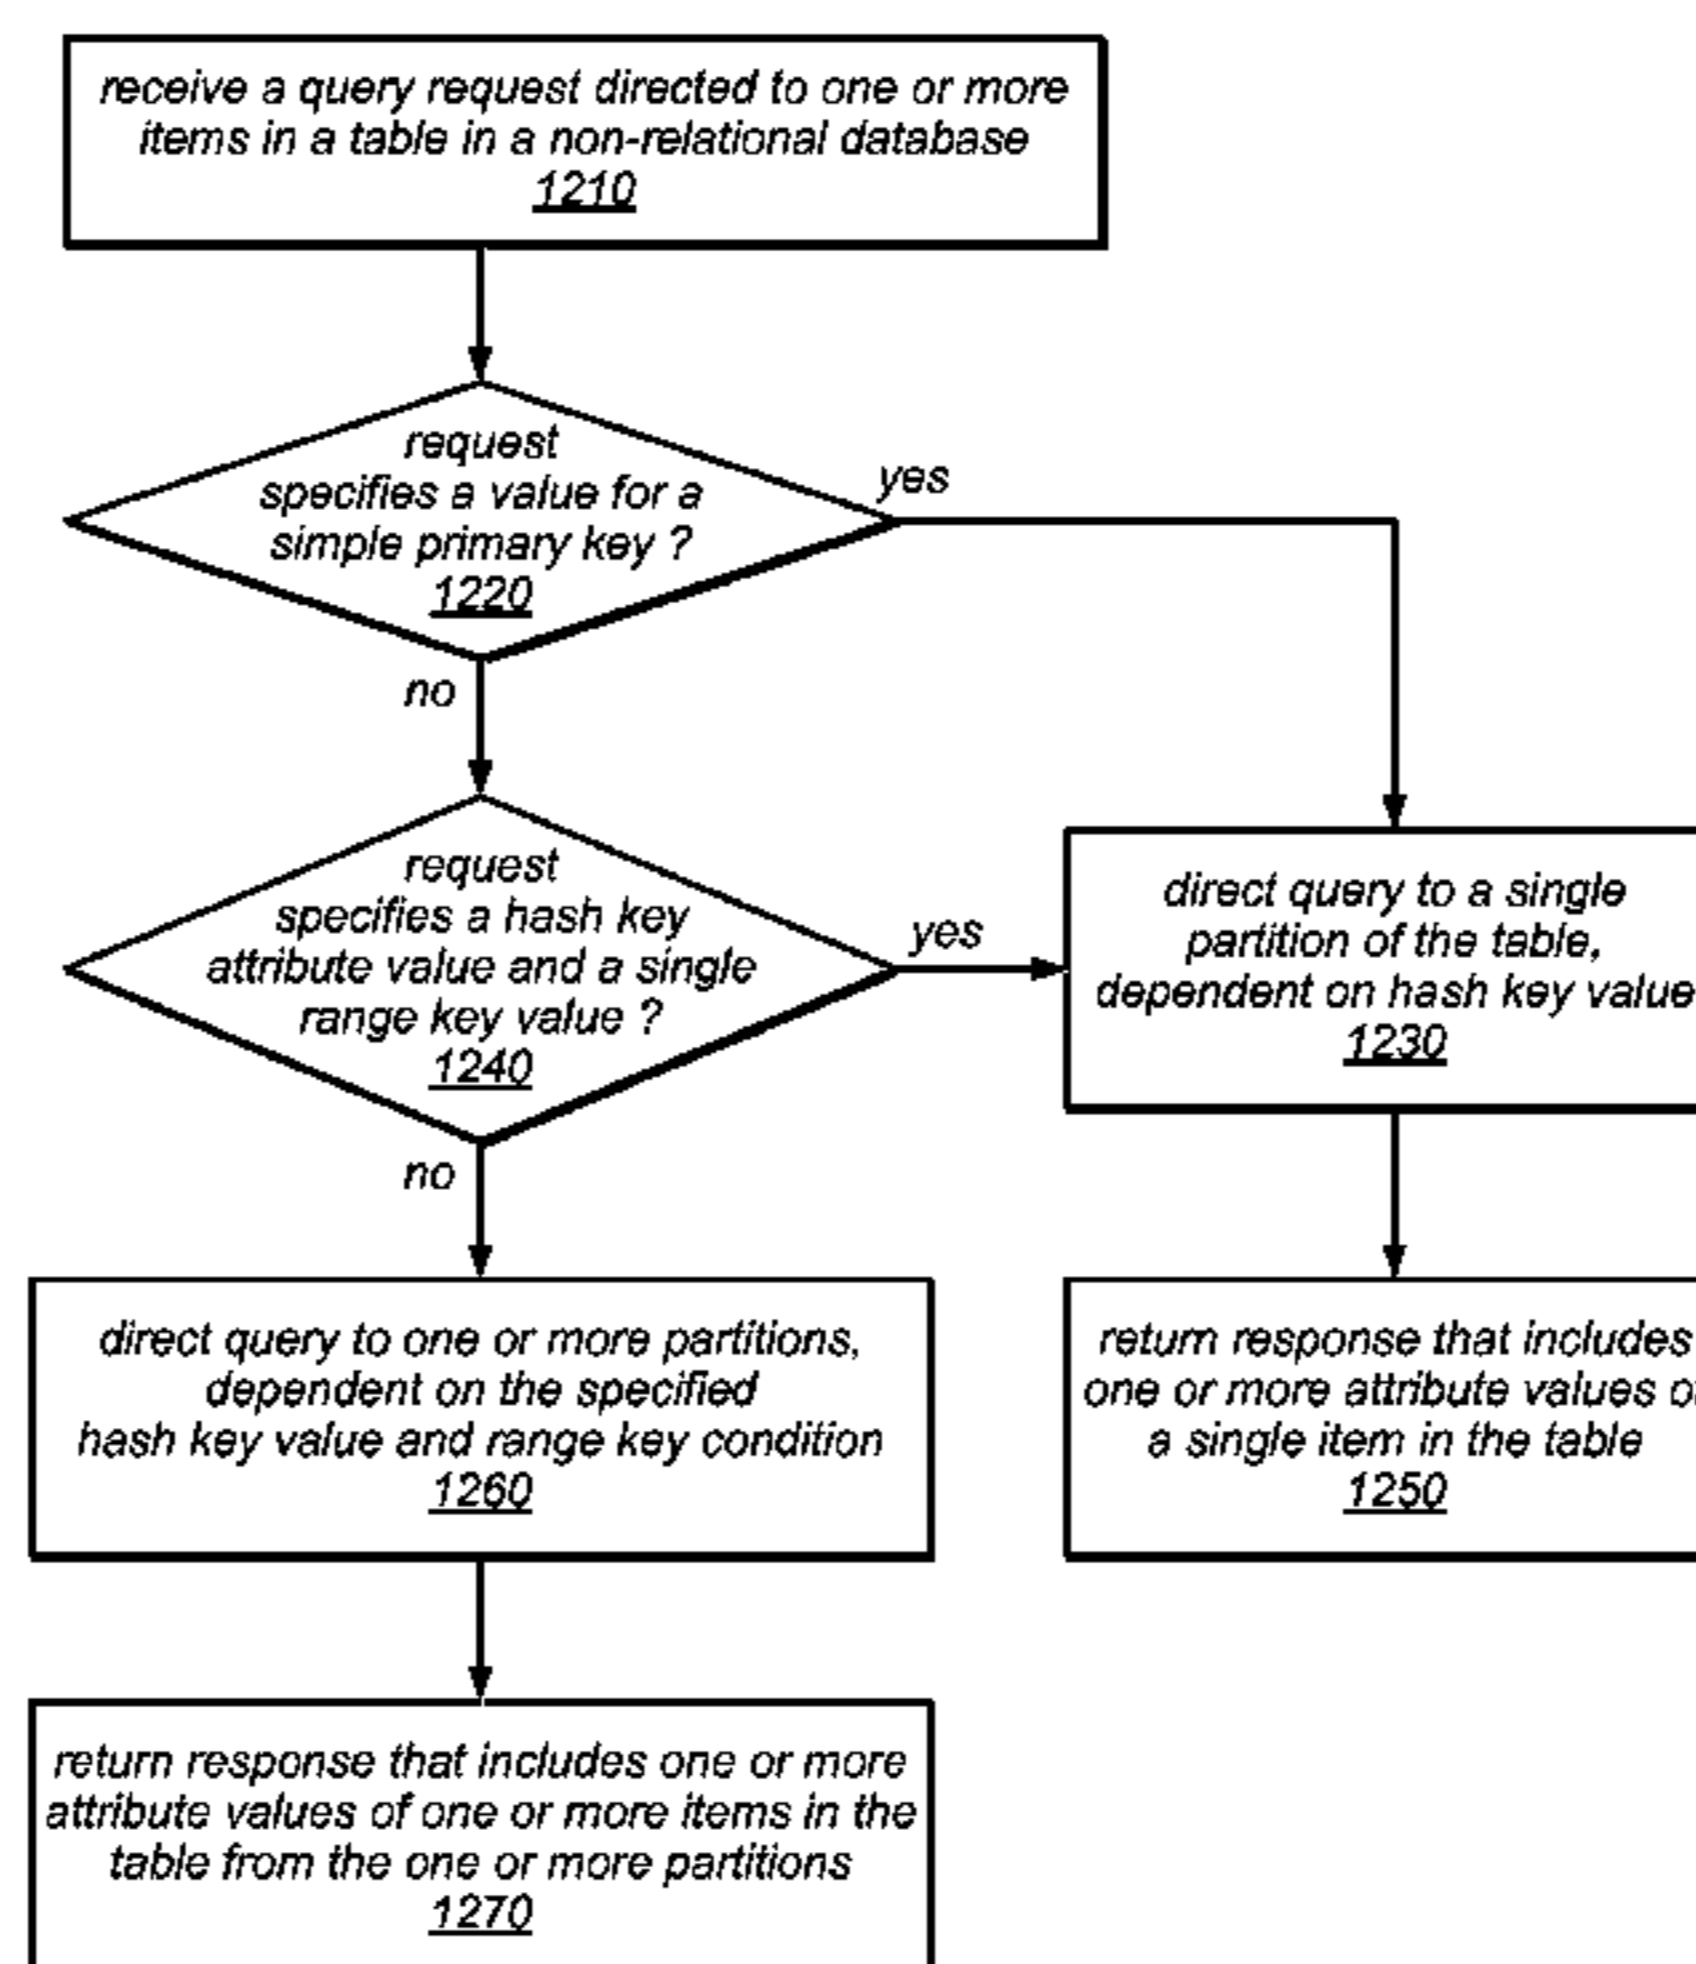 receive a query request directed to one or more
items in a table in a non-relational database
1210
request
specifies a value for a
simple primary key ?
1220
yes
no
request
specifies a hash key
attribute value and a single
range key value ?
1240
yes
no
direct query to a single
partition of the table,
dependent on hash key value
1230
direct query to one or more partitions,
dependent on the specified
hash key value and range key condition
1260
return response that includes
one or more attribute values of
a single item in the table
1250
return response that includes one or more
attribute values of one or more items in the
table from the one or more partitions
1270